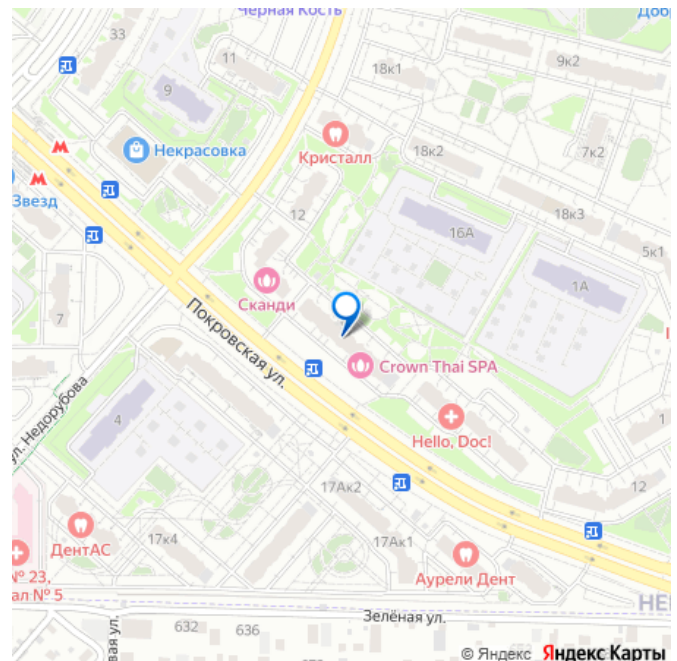 Черная Кость
Доб
33
11
18к1
9к2
9
М
Некрасовка
Кристалл
18к2
7к2
М
Звезд
12
18к3
16А
5к1
1А
Сканди
7
Покровская ул.
Crown Thai SPA
ул. Недорубова
4
Hello, Doc!
1
17Ак2
12
ДентАС
17к4
17Ак1
№ 23,
ал № 5
Аурели Дент
НЕ
Зелёная ул.
632
636
вая ул.
© Яндекс Яндекс Карты